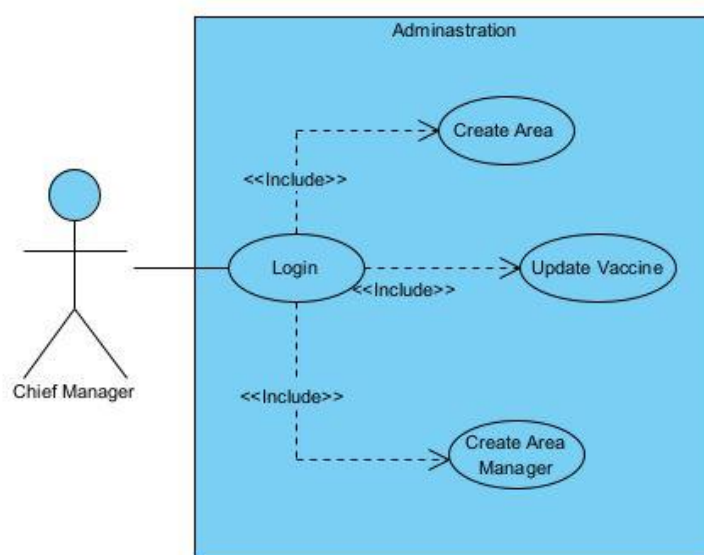 Adminastration
Create Area
<<Include>>
Login
Update Vaccine
<<Include>>
Chief Manager
<<Include>>
Create Area
Manager